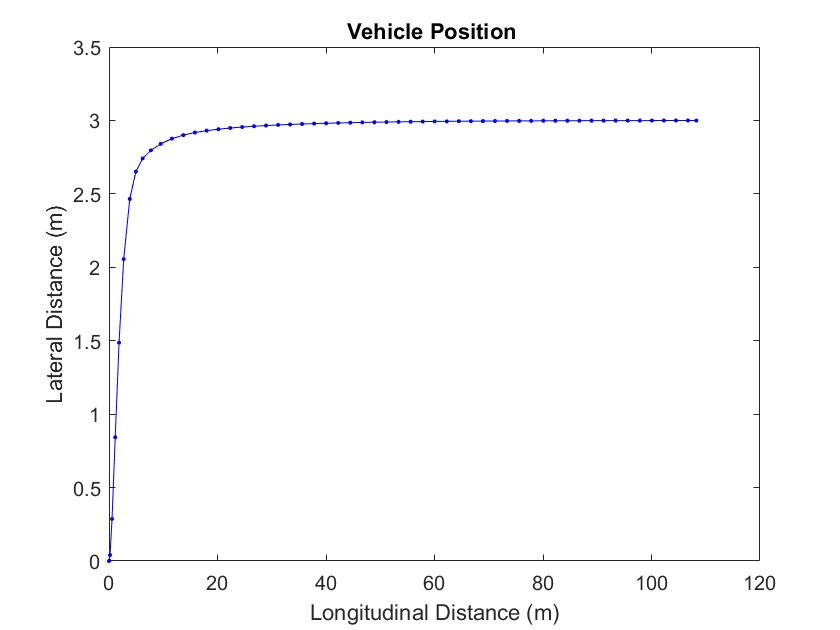 Vehicle Position
3.5
3
2.5
2
1.5
1
0.5
0
Lateral Distance (m)
0 20 40 60 80 100 120
Longitudinal Distance (m)